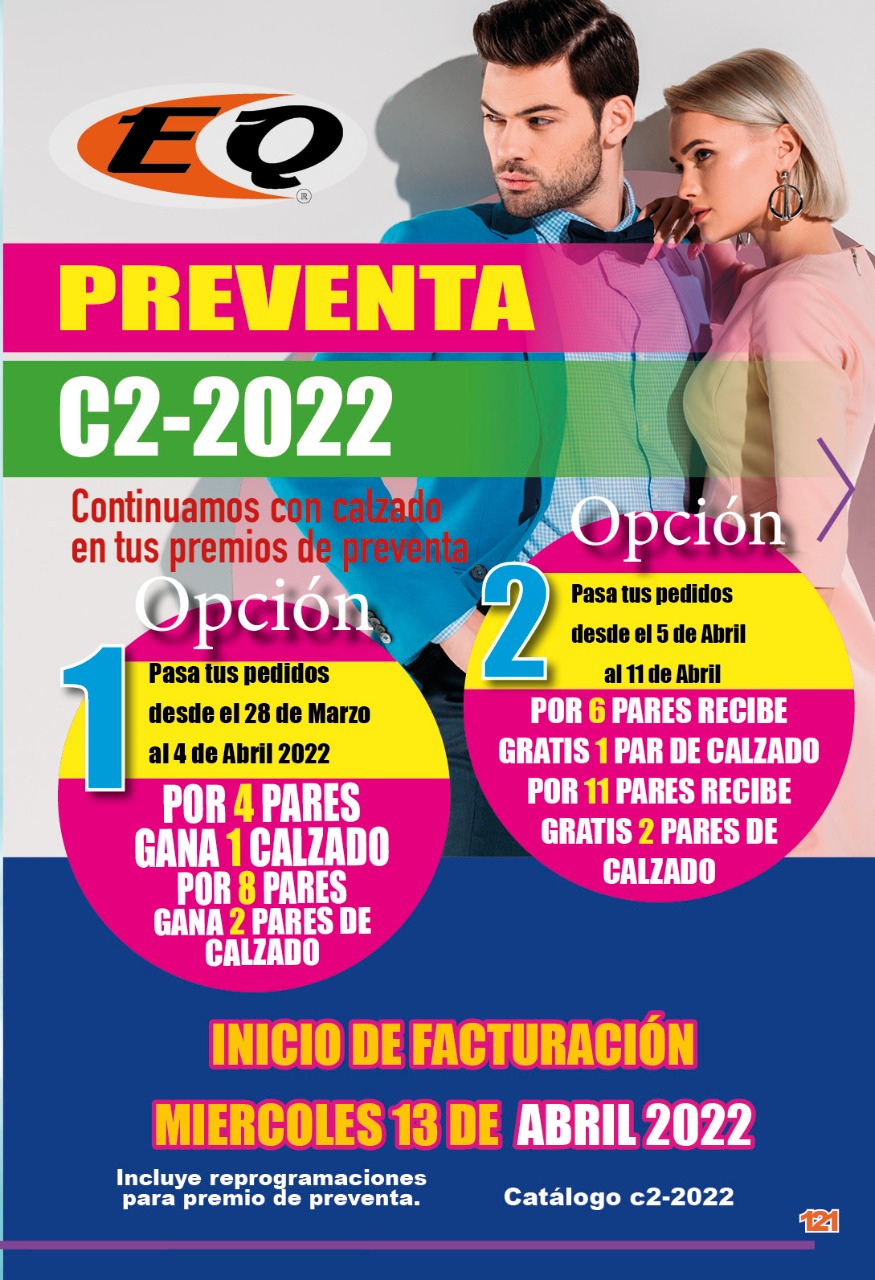 EQ
®
PREVENTA
C2-2022
Continuamos con calzado
en tus premios de preventa
Opción
1
Pasa tus pedidos
desde el 28 de Marzo
al 4 de Abril 2022
POR 4 PARES
GANA 1 CALZADO
POR 8 PARES
GANA 2 PARES DE
CALZADO
Opción
2
Pasa tus pedidos
desde el 5 de Abril
al 11 de Abril
POR 6 PARES RECIBE
GRATIS 1 PAR DE CALZADO
POR 11 PARES RECIBE
GRATIS 2 PARES DE
CALZADO
INICIO DE FACTURACIÓN
MIERCOLES 13 DE ABRIL 2022
Incluye reprogramaciones
para premio de preventa.
Catálogo c2-2022
121